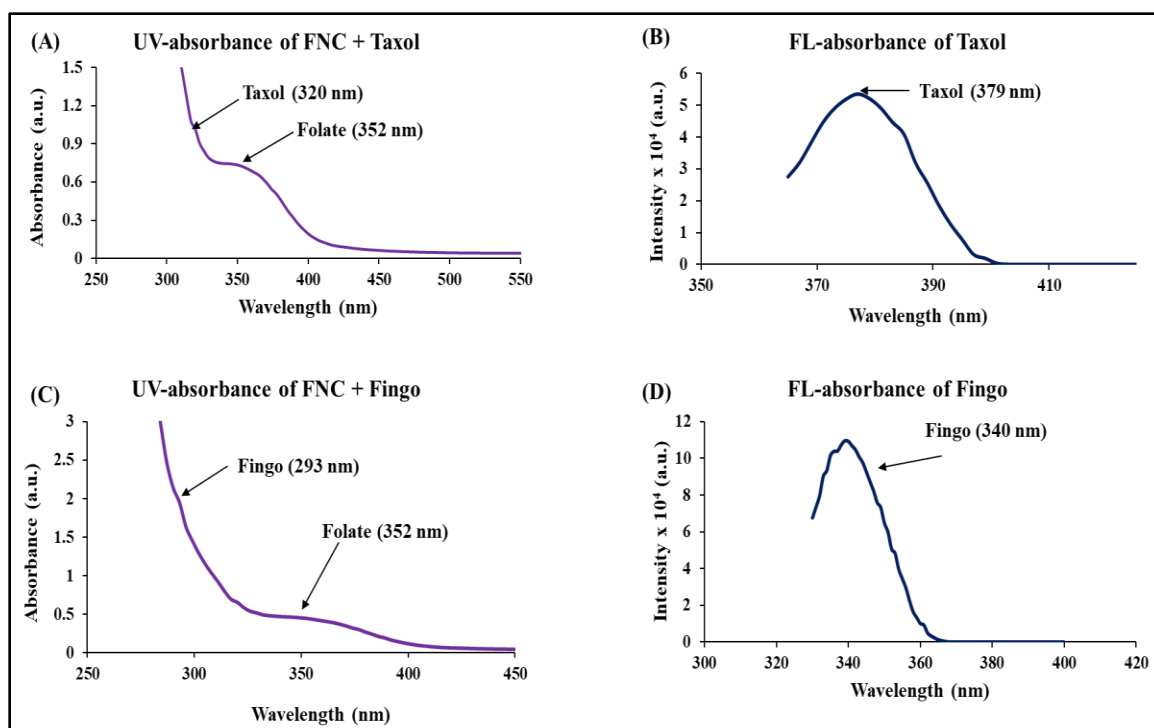 (A)
UV-absorbance of FNC + Taxol
Absorbance (a.u.)
1.5
1.2
0.9
0.6
0.3
0
Taxol (320 nm)
Folate (352 nm)
250 300 350 400 450 500 550
Wavelength (nm)
(B)
FL-absorbance of Taxol
Intensity x 10⁴ (a.u.)
6
5
4
3
2
1
0
Taxol (379 nm)
350 370 390 410
Wavelength (nm)
(C)
UV-absorbance of FNC + Fingo
Absorbance (a.u.)
3
2.5
2
1.5
1
0.5
0
Fingo (293 nm)
Folate (352 nm)
250 300 350 400 450
Wavelength (nm)
(D)
FL-absorbance of Fingo
Intensity x 10⁴ (a.u.)
12
10
8
6
4
2
0
Fingo (340 nm)
300 320 340 360 380 400 420
Wavelength (nm)